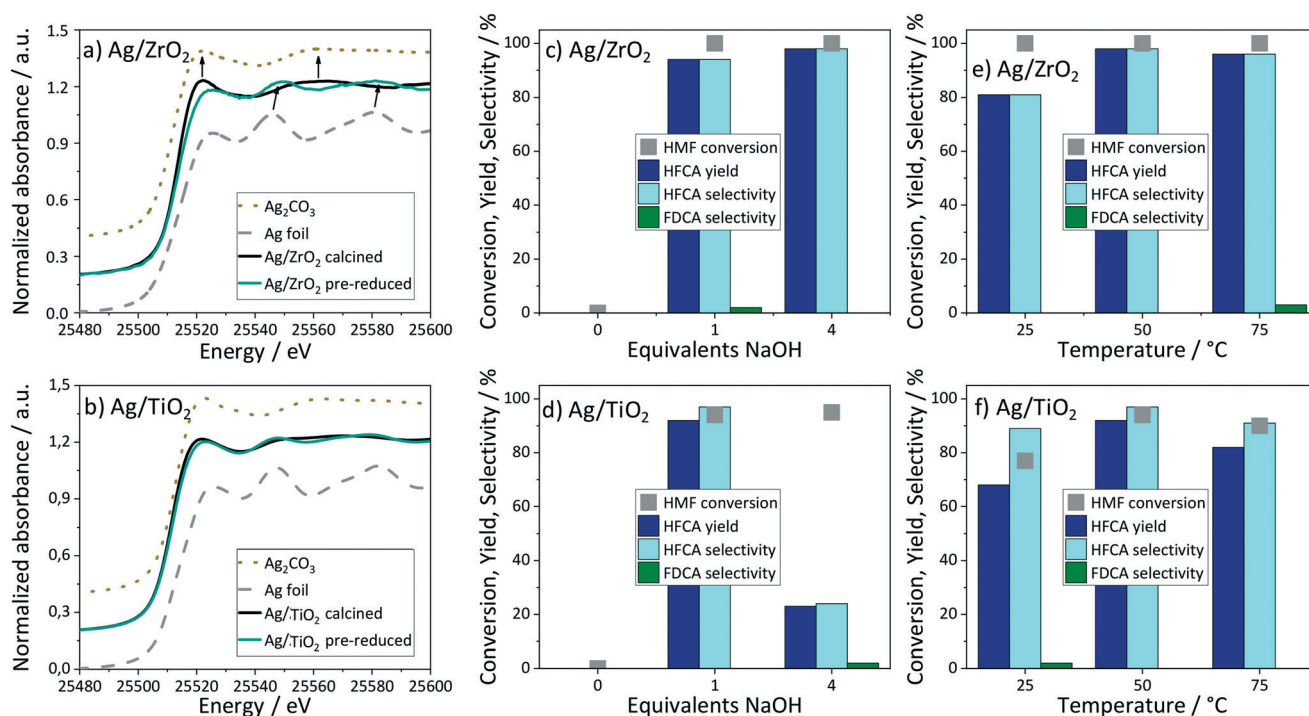 a) Ag/ZrO₂
Normalized absorbance / a.u.
1.5
1.2
0.9
0.6
0.3
0.0
Ag₂CO₃
Ag foil
Ag/ZrO₂ calcined
Ag/ZrO₂ pre-reduced
25480 25500 25520 25540 25560 25580 25600
Energy / eV
c) Ag/ZrO₂
Conversion, Yield, Selectivity / %
100
80
60
40
20
0
HMF conversion
HFCA yield
HFCA selectivity
FDCA selectivity
0 1 4
Equivalents NaOH
e) Ag/ZrO₂
Conversion, Yield, Selectivity / %
100
80
60
40
20
0
HMF conversion
HFCA yield
HFCA selectivity
FDCA selectivity
25 50 75
Temperature / °C
b) Ag/TiO₂
Normalized absorbance / a.u.
1,5
1,2
0,9
0,6
0,3
0,0
Ag₂CO₃
Ag foil
Ag/TiO₂ calcined
Ag/TiO₂ pre-reduced
25480 25500 25520 25540 25560 25580 25600
Energy / eV
d) Ag/TiO₂
Conversion, Yield, Selectivity / %
100
80
60
40
20
0
HMF conversion
HFCA yield
HFCA selectivity
FDCA selectivity
0 1 4
Equivalents NaOH
f) Ag/TiO₂
Conversion, Yield, Selectivity / %
100
80
60
40
20
0
HMF conversion
HFCA yield
HFCA selectivity
FDCA selectivity
25 50 75
Temperature / °C